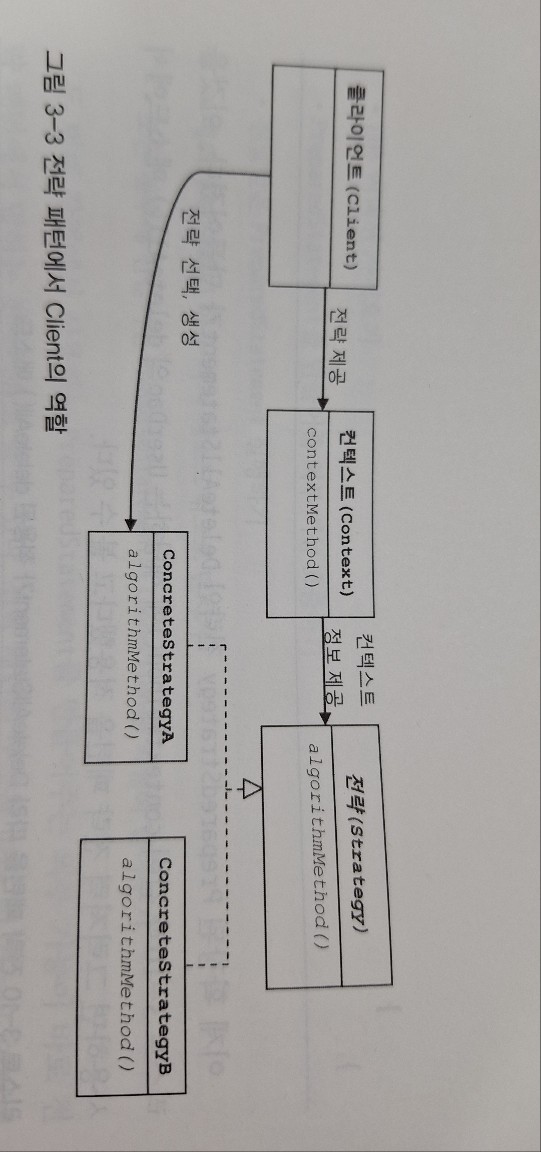 클라이언트(Client)
전략 제공
컨텍스트(Context)
contextMethod()
컨텍스트
정보 제공
전략(Strategy)
algorithmMethod()
전략 선택, 생성
ConcreteStrategyA
algorithmMethod()
ConcreteStrategyB
algorithmMethod()
그림 3-3 전략 패턴에서 Client의 역할